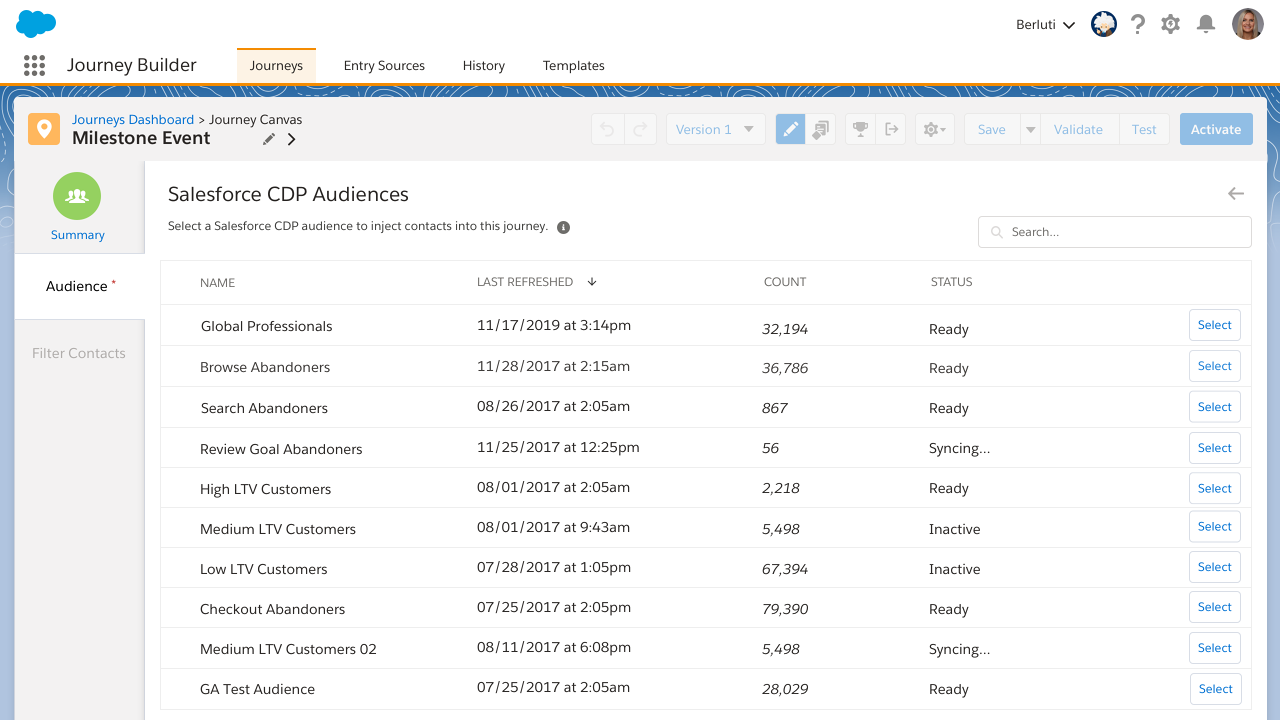 Berluti
Journey Builder Journeys Entry Sources History Templates
Journeys Dashboard > Journey Canvas
Milestone Event
Version 1 Save Validate Test Activate
Summary
Audience *
Filter Contacts
Salesforce CDP Audiences
Select a Salesforce CDP audience to inject contacts into this journey.
Search...
NAME LAST REFRESHED COUNT STATUS
Global Professionals 11/17/2019 at 3:14pm 32,194 Ready Select
Browse Abandoners 11/28/2017 at 2:15am 36,786 Ready Select
Search Abandoners 08/26/2017 at 2:05am 867 Ready Select
Review Goal Abandoners 11/25/2017 at 12:25pm 56 Syncing... Select
High LTV Customers 08/01/2017 at 2:05am 2,218 Ready Select
Medium LTV Customers 08/01/2017 at 9:43am 5,498 Inactive Select
Low LTV Customers 07/28/2017 at 1:05pm 67,394 Inactive Select
Checkout Abandoners 07/25/2017 at 2:05pm 79,390 Ready Select
Medium LTV Customers 02 08/11/2017 at 6:08pm 5,498 Syncing... Select
GA Test Audience 07/25/2017 at 2:05am 28,029 Ready Select